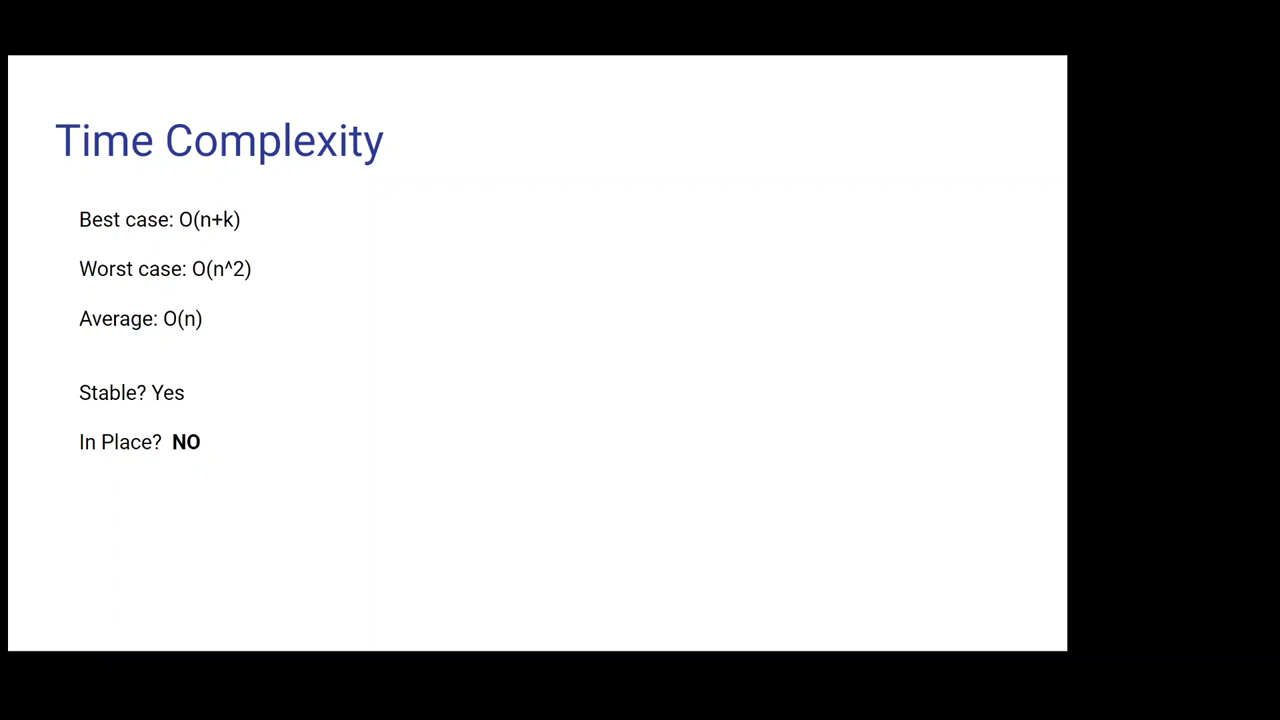 Time Complexity
Best case: O(n+k)
Worst case: O(n^2)
Average: O(n)
Stable? Yes
In Place? NO